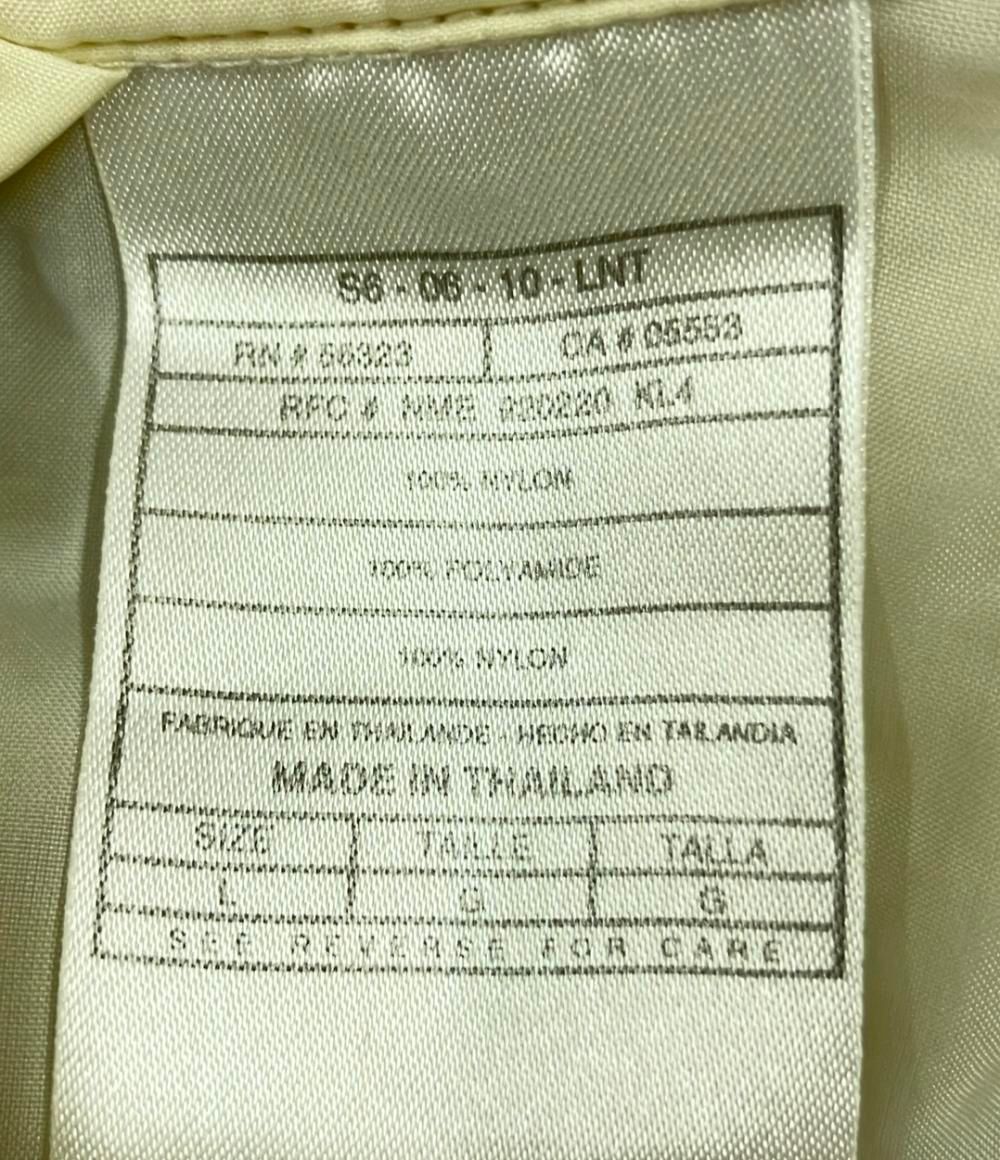 S6 - 06 - 10 - LNT
RN # 56323 CA # 05553
RFC # NME 930220 KL4
100% NYLON
100% POLYAMIDE
100% NYLON
FABRIQUE EN THAILANDE - HECHO EN TAILANDIA
MADE IN THAILAND
SIZE TAILLE TALLA
L G G
SEE REVERSE FOR CARE